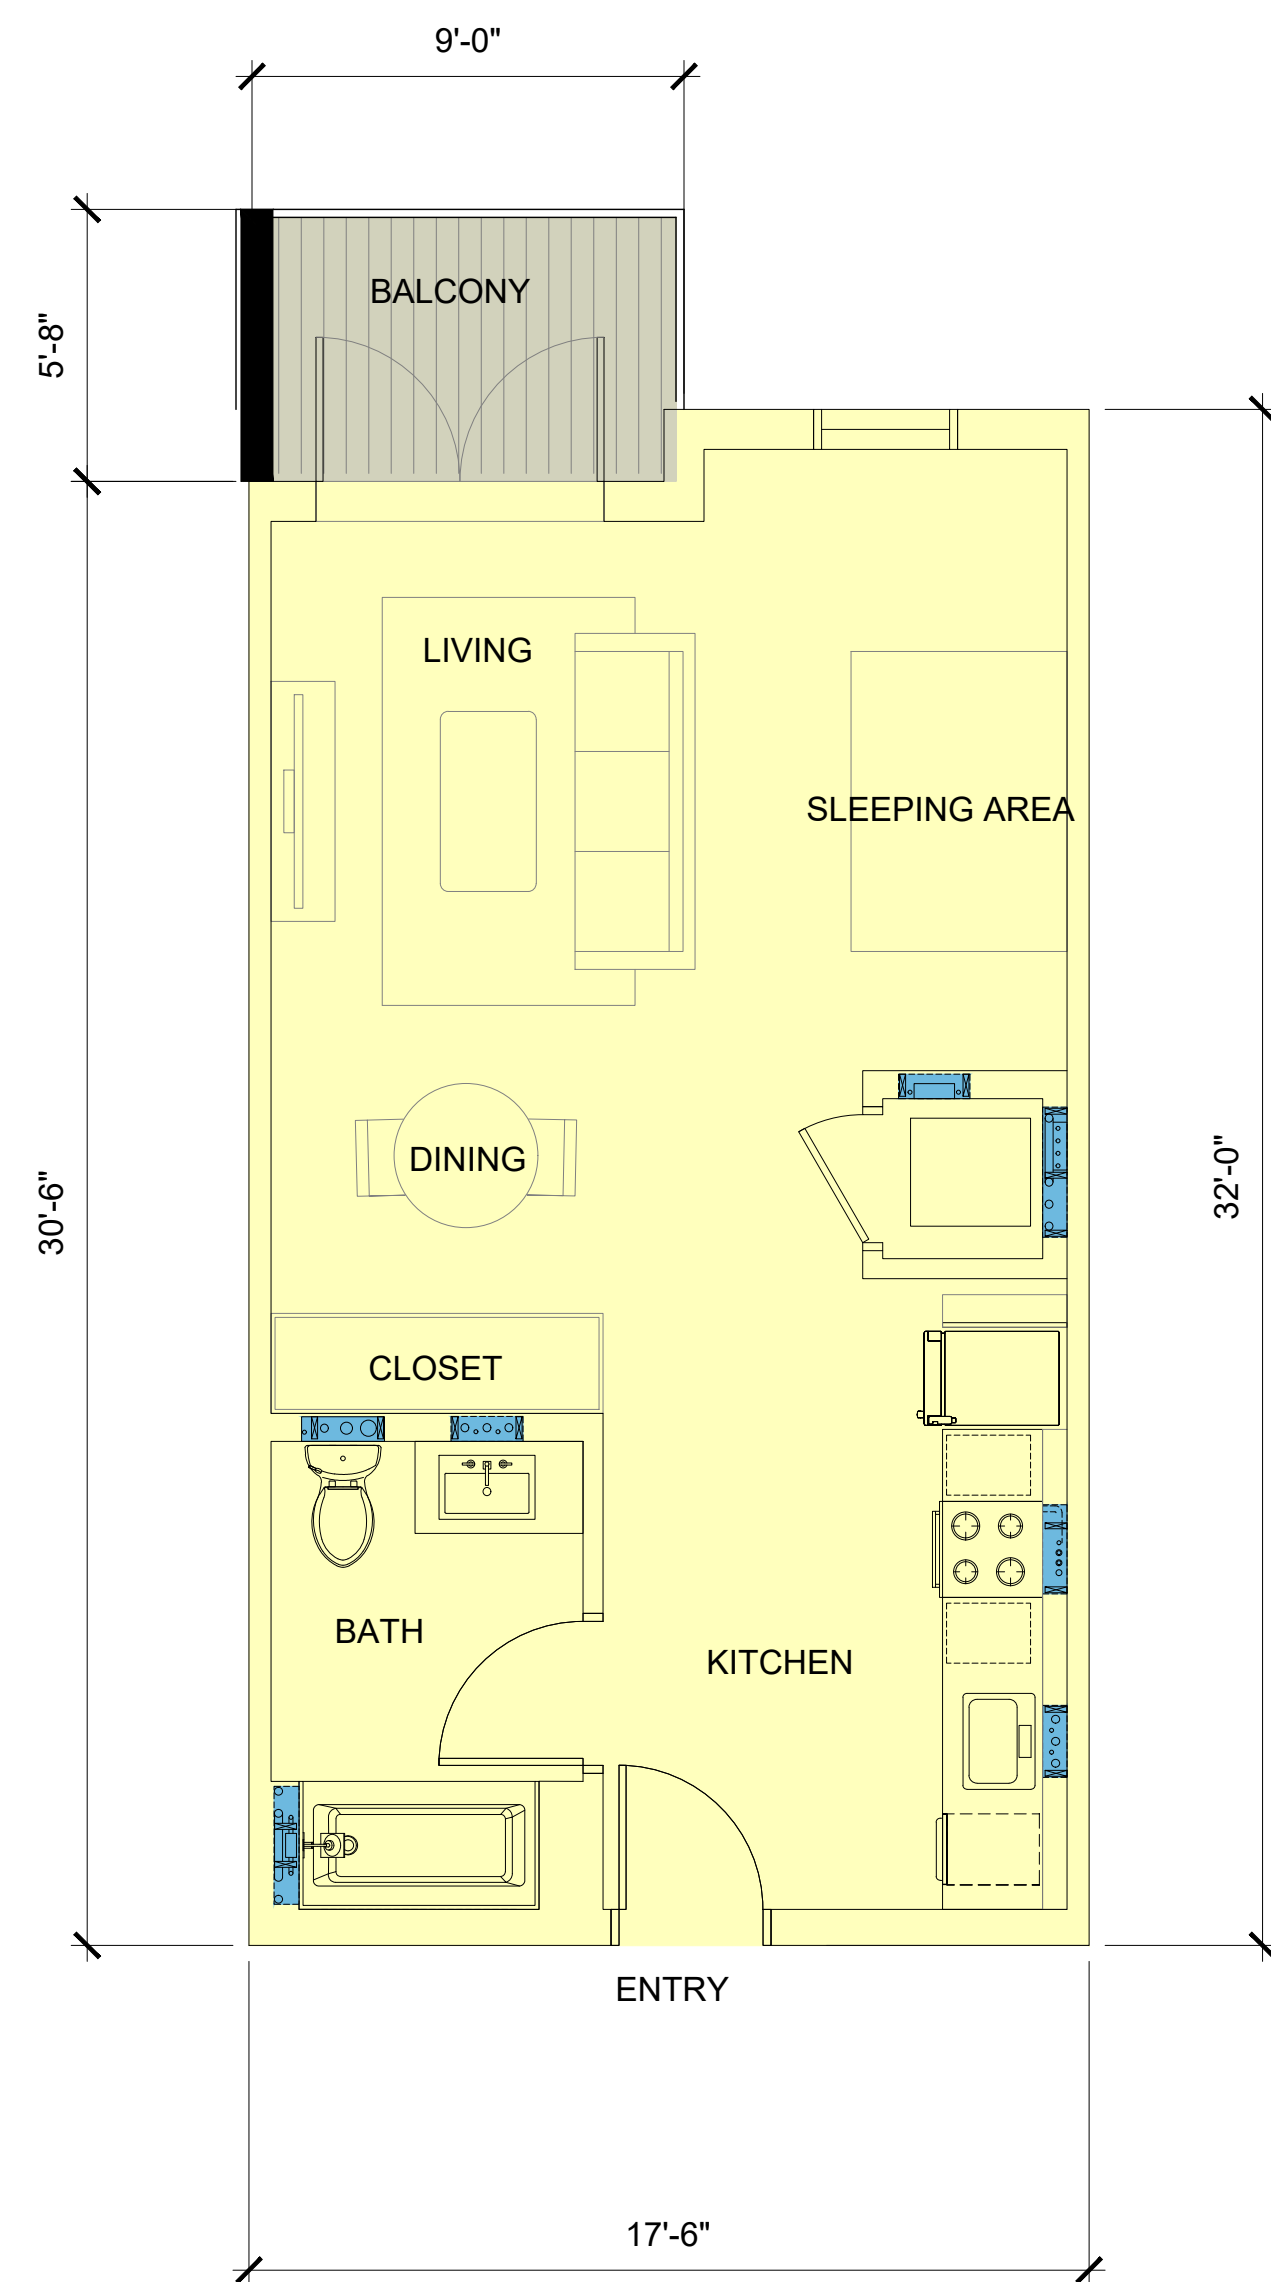 9'-0"
BALCONY
5'-8"
LIVING
SLEEPING AREA
DINING
30'-6"
32'-0"
CLOSET
BATH
KITCHEN
ENTRY
17'-6"